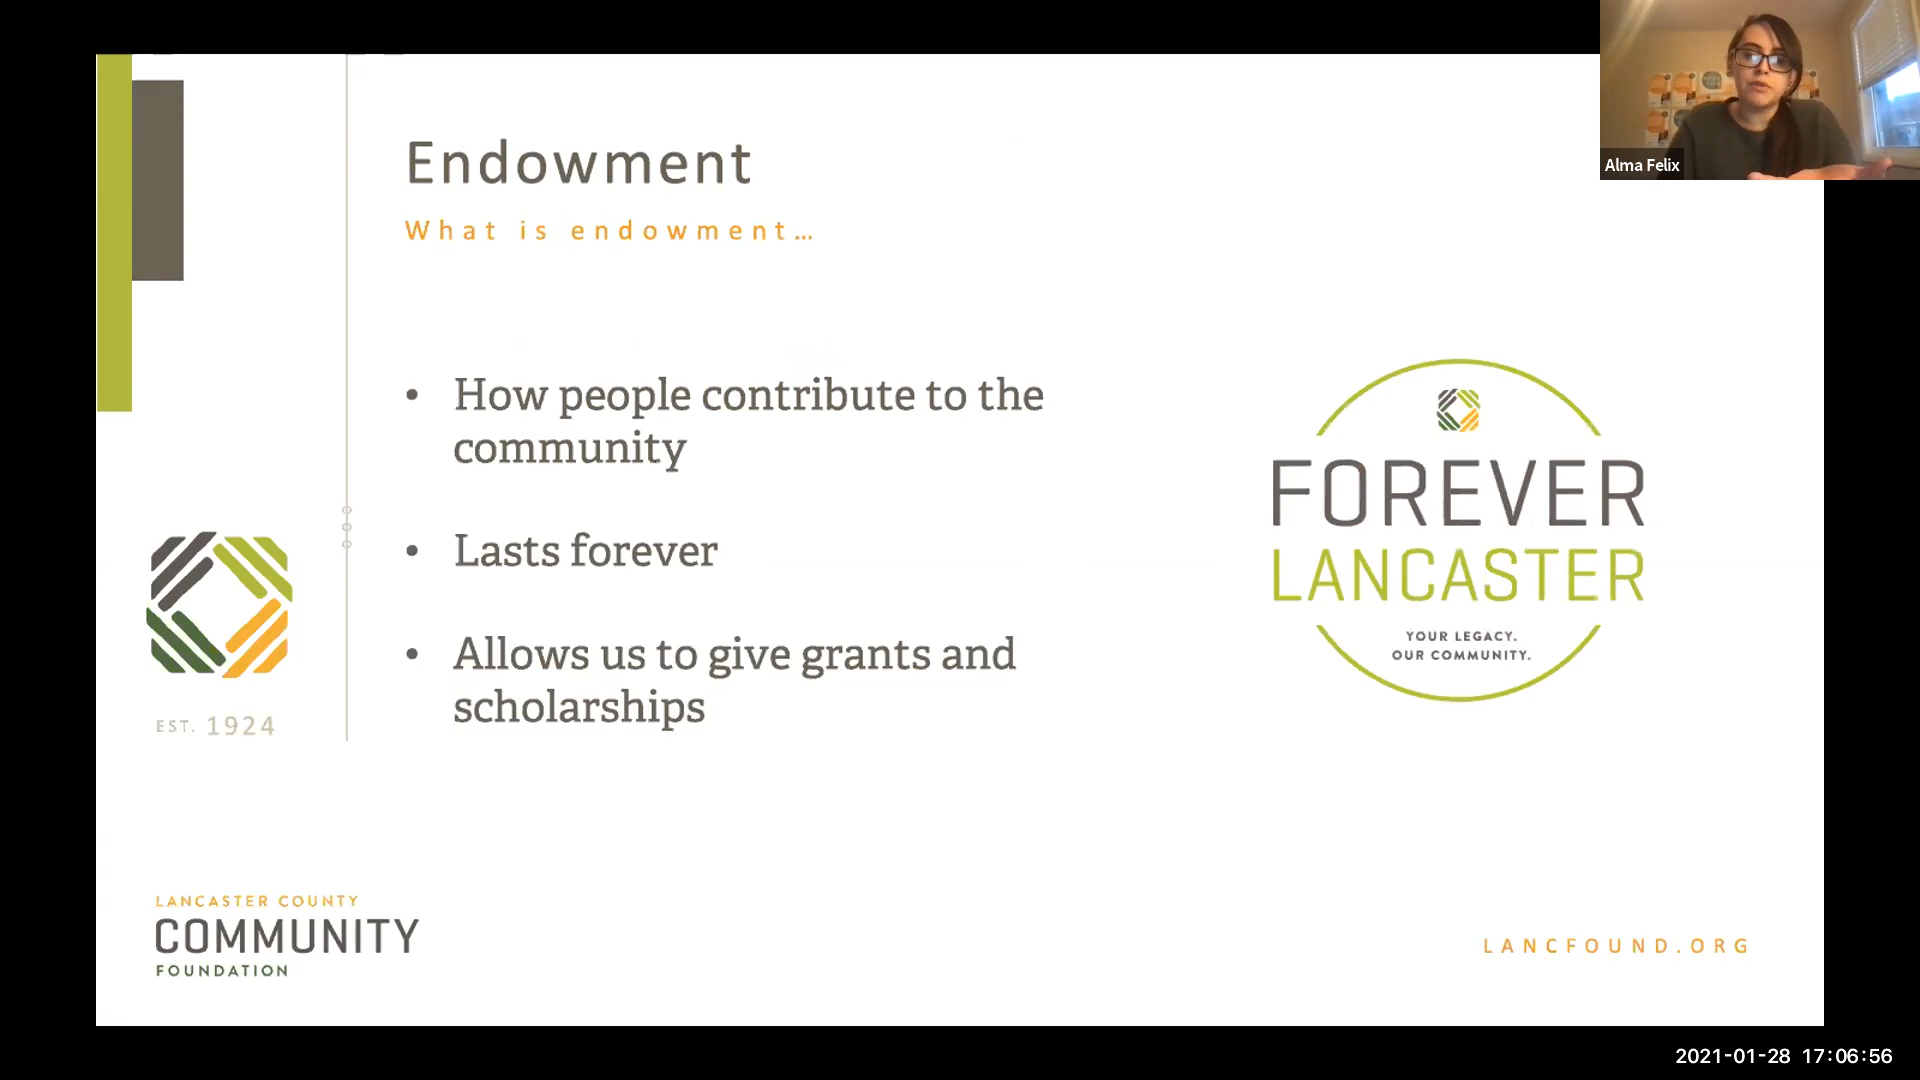 Endowment
What is endowment...
• How people contribute to the
community
• Lasts forever
• Allows us to give grants and
scholarships
EST. 1924
FOREVER
LANCASTER
YOUR LEGACY.
OUR COMMUNITY.
LANCASTER COUNTY
COMMUNITY
FOUNDATION
LANCFOUND.ORG
Alma Felix
2021-01-28 17:06:56